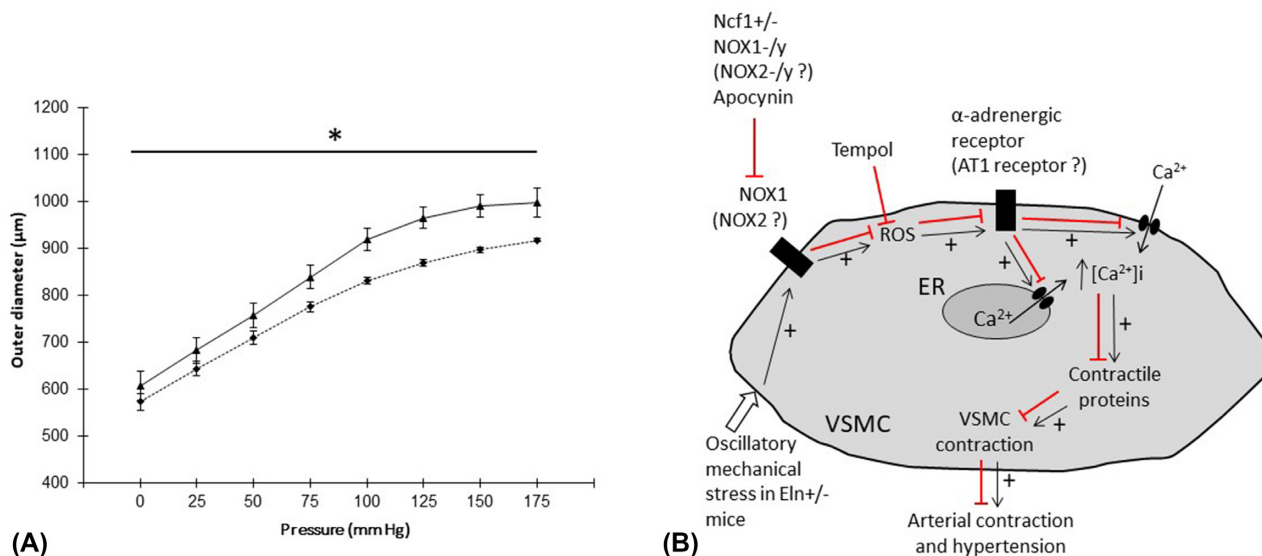 1200
1100
1000
900
800
700
600
500
400
Outer diameter (µm)
*
0 25 50 75 100 125 150 175
Pressure (mm Hg)
(A)
Ncf1+/-
NOX1-/y
(NOX2-/y ?)
Apocynin
Tempol
α-adrenergic
receptor
(AT1 receptor ?)
Ca²⁺
NOX1
(NOX2 ?)
ROS
+
+
+
+
ER
Ca²⁺
[Ca²⁺]i
+
+
Contractile
proteins
+
VSMC
VSMC
contraction
Oscillatory
mechanical
stress in Eln+/-
mice
+
Arterial contraction
and hypertension
(B)